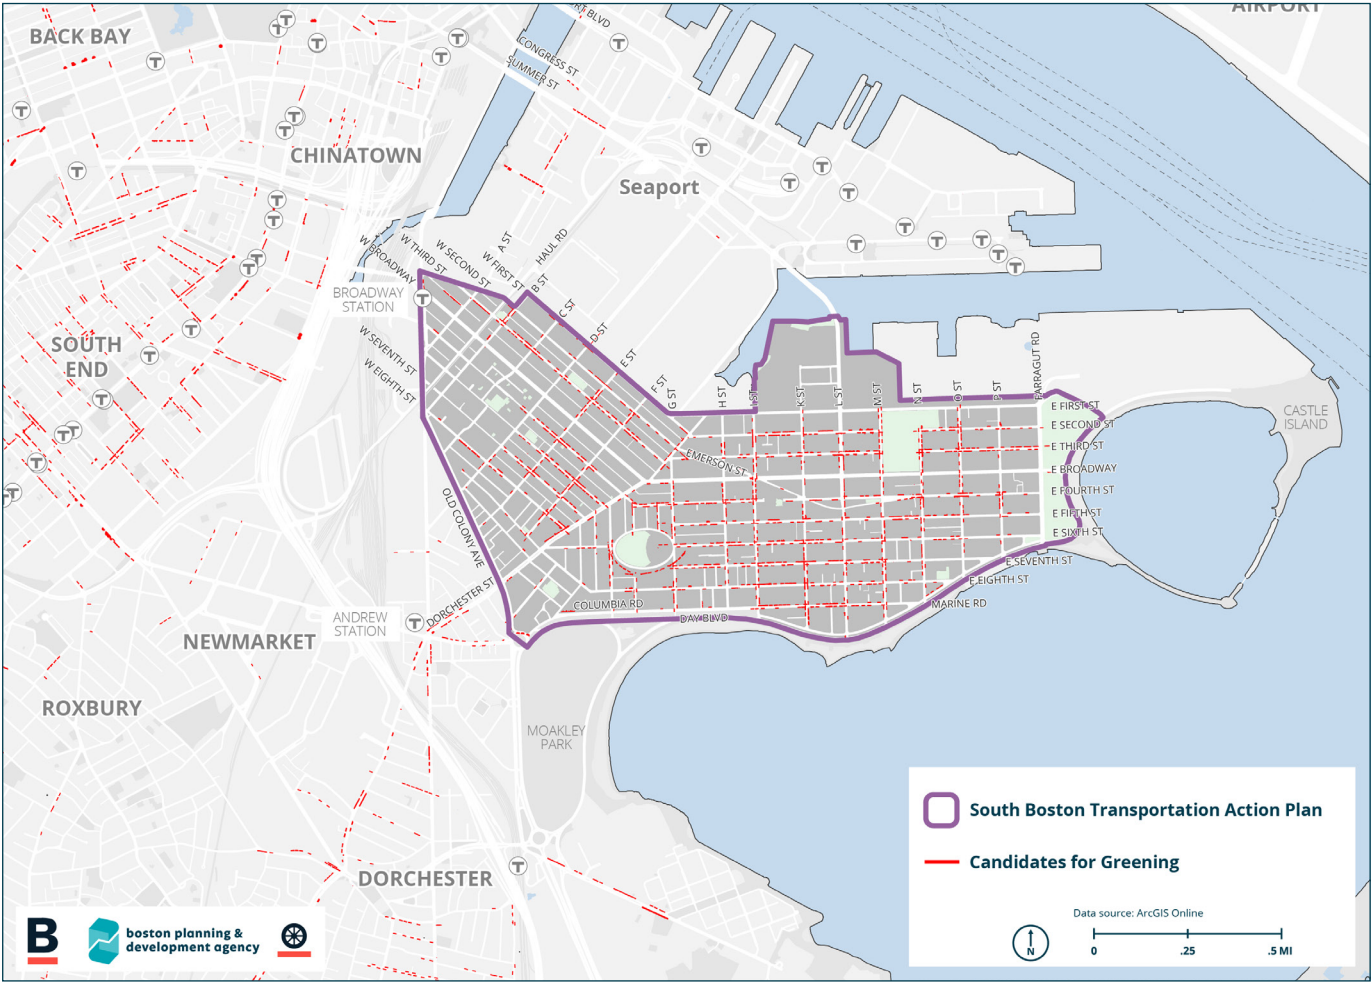 AIRPORT
BACK BAY
CONGRESS ST
SUMMER ST
CHINATOWN
Seaport
A ST
HAUL RD
W BROADWAY
W THIRD ST
W SECOND ST
W FIRST ST
B ST
C ST
D ST
E ST
F ST
G ST
H ST
I ST
K ST
L ST
M ST
N ST
O ST
P ST
FARRAGUT RD
BROADWAY
STATION
W SEVENTH ST
W EIGHTH ST
SOUTH
END
CASTLE
ISLAND
E FIRST ST
E SECOND ST
E THIRD ST
E BROADWAY
E FOURTH ST
E FIFTH ST
E SIXTH ST
E SEVENTH ST
E EIGHTH ST
MARINE RD
EMERSON ST
OLD COLONY AVE
DORCHESTER ST
COLUMBIA RD
DAY BLVD
ANDREW
STATION
NEWMARKET
ROXBURY
MOAKLEY
PARK
DORCHESTER
South Boston Transportation Action Plan
Candidates for Greening
Data source: ArcGIS Online
N
0 .25 .5 MI
B
boston planning &
development agency